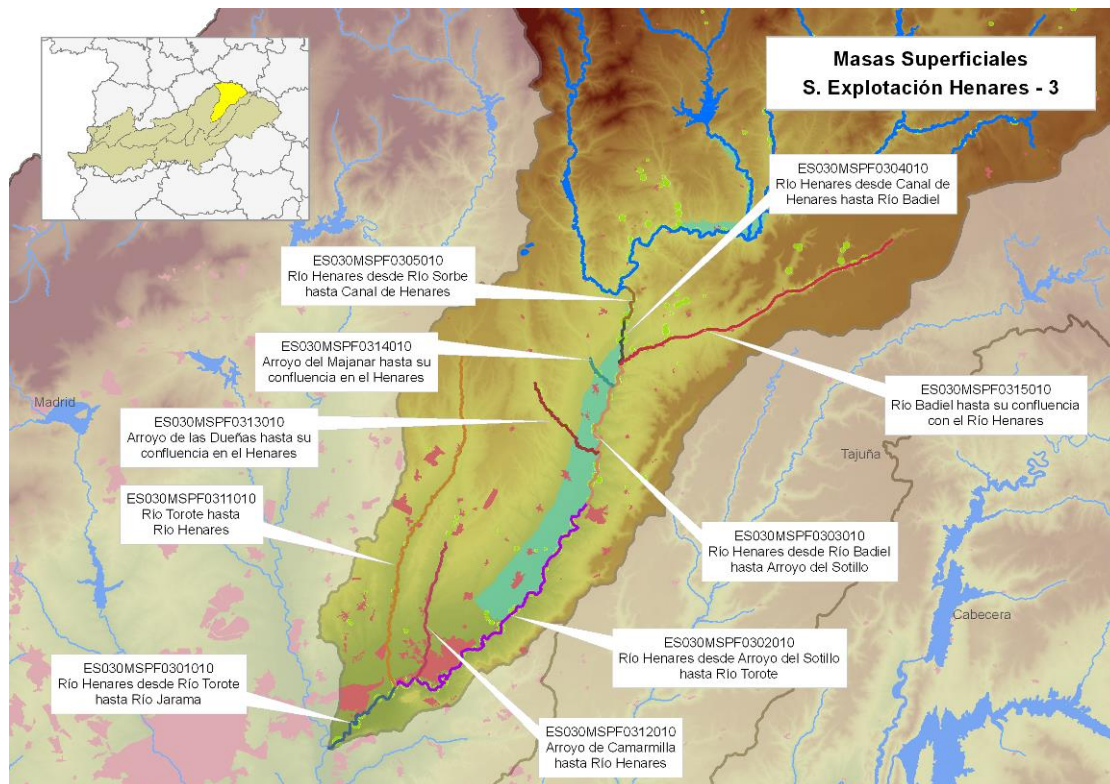 Masas Superficiales
S. Explotación Henares - 3
ES030MSPF0304010
Río Henares desde Canal de
Henares hasta Río Badiel
ES030MSPF0305010
Río Henares desde Río Sorbe
hasta Canal de Henares
ES030MSPF0314010
Arroyo del Majanar hasta su
confluencia en el Henares
ES030MSPF0315010
Río Badiel hasta su confluencia
con el Río Henares
Madrid
ES030MSPF0313010
Arroyo de las Dueñas hasta su
confluencia en el Henares
Tajuña
ES030MSPF0311010
Río Torote hasta
Río Henares
ES030MSPF0303010
Río Henares desde Río Badiel
hasta Arroyo del Sotillo
Cabecera
ES030MSPF0302010
Río Henares desde Arroyo del Sotillo
hasta Río Torote
ES030MSPF0301010
Río Henares desde Río Torote
hasta Río Jarama
ES030MSPF0312010
Arroyo de Camarmilla
hasta Río Henares